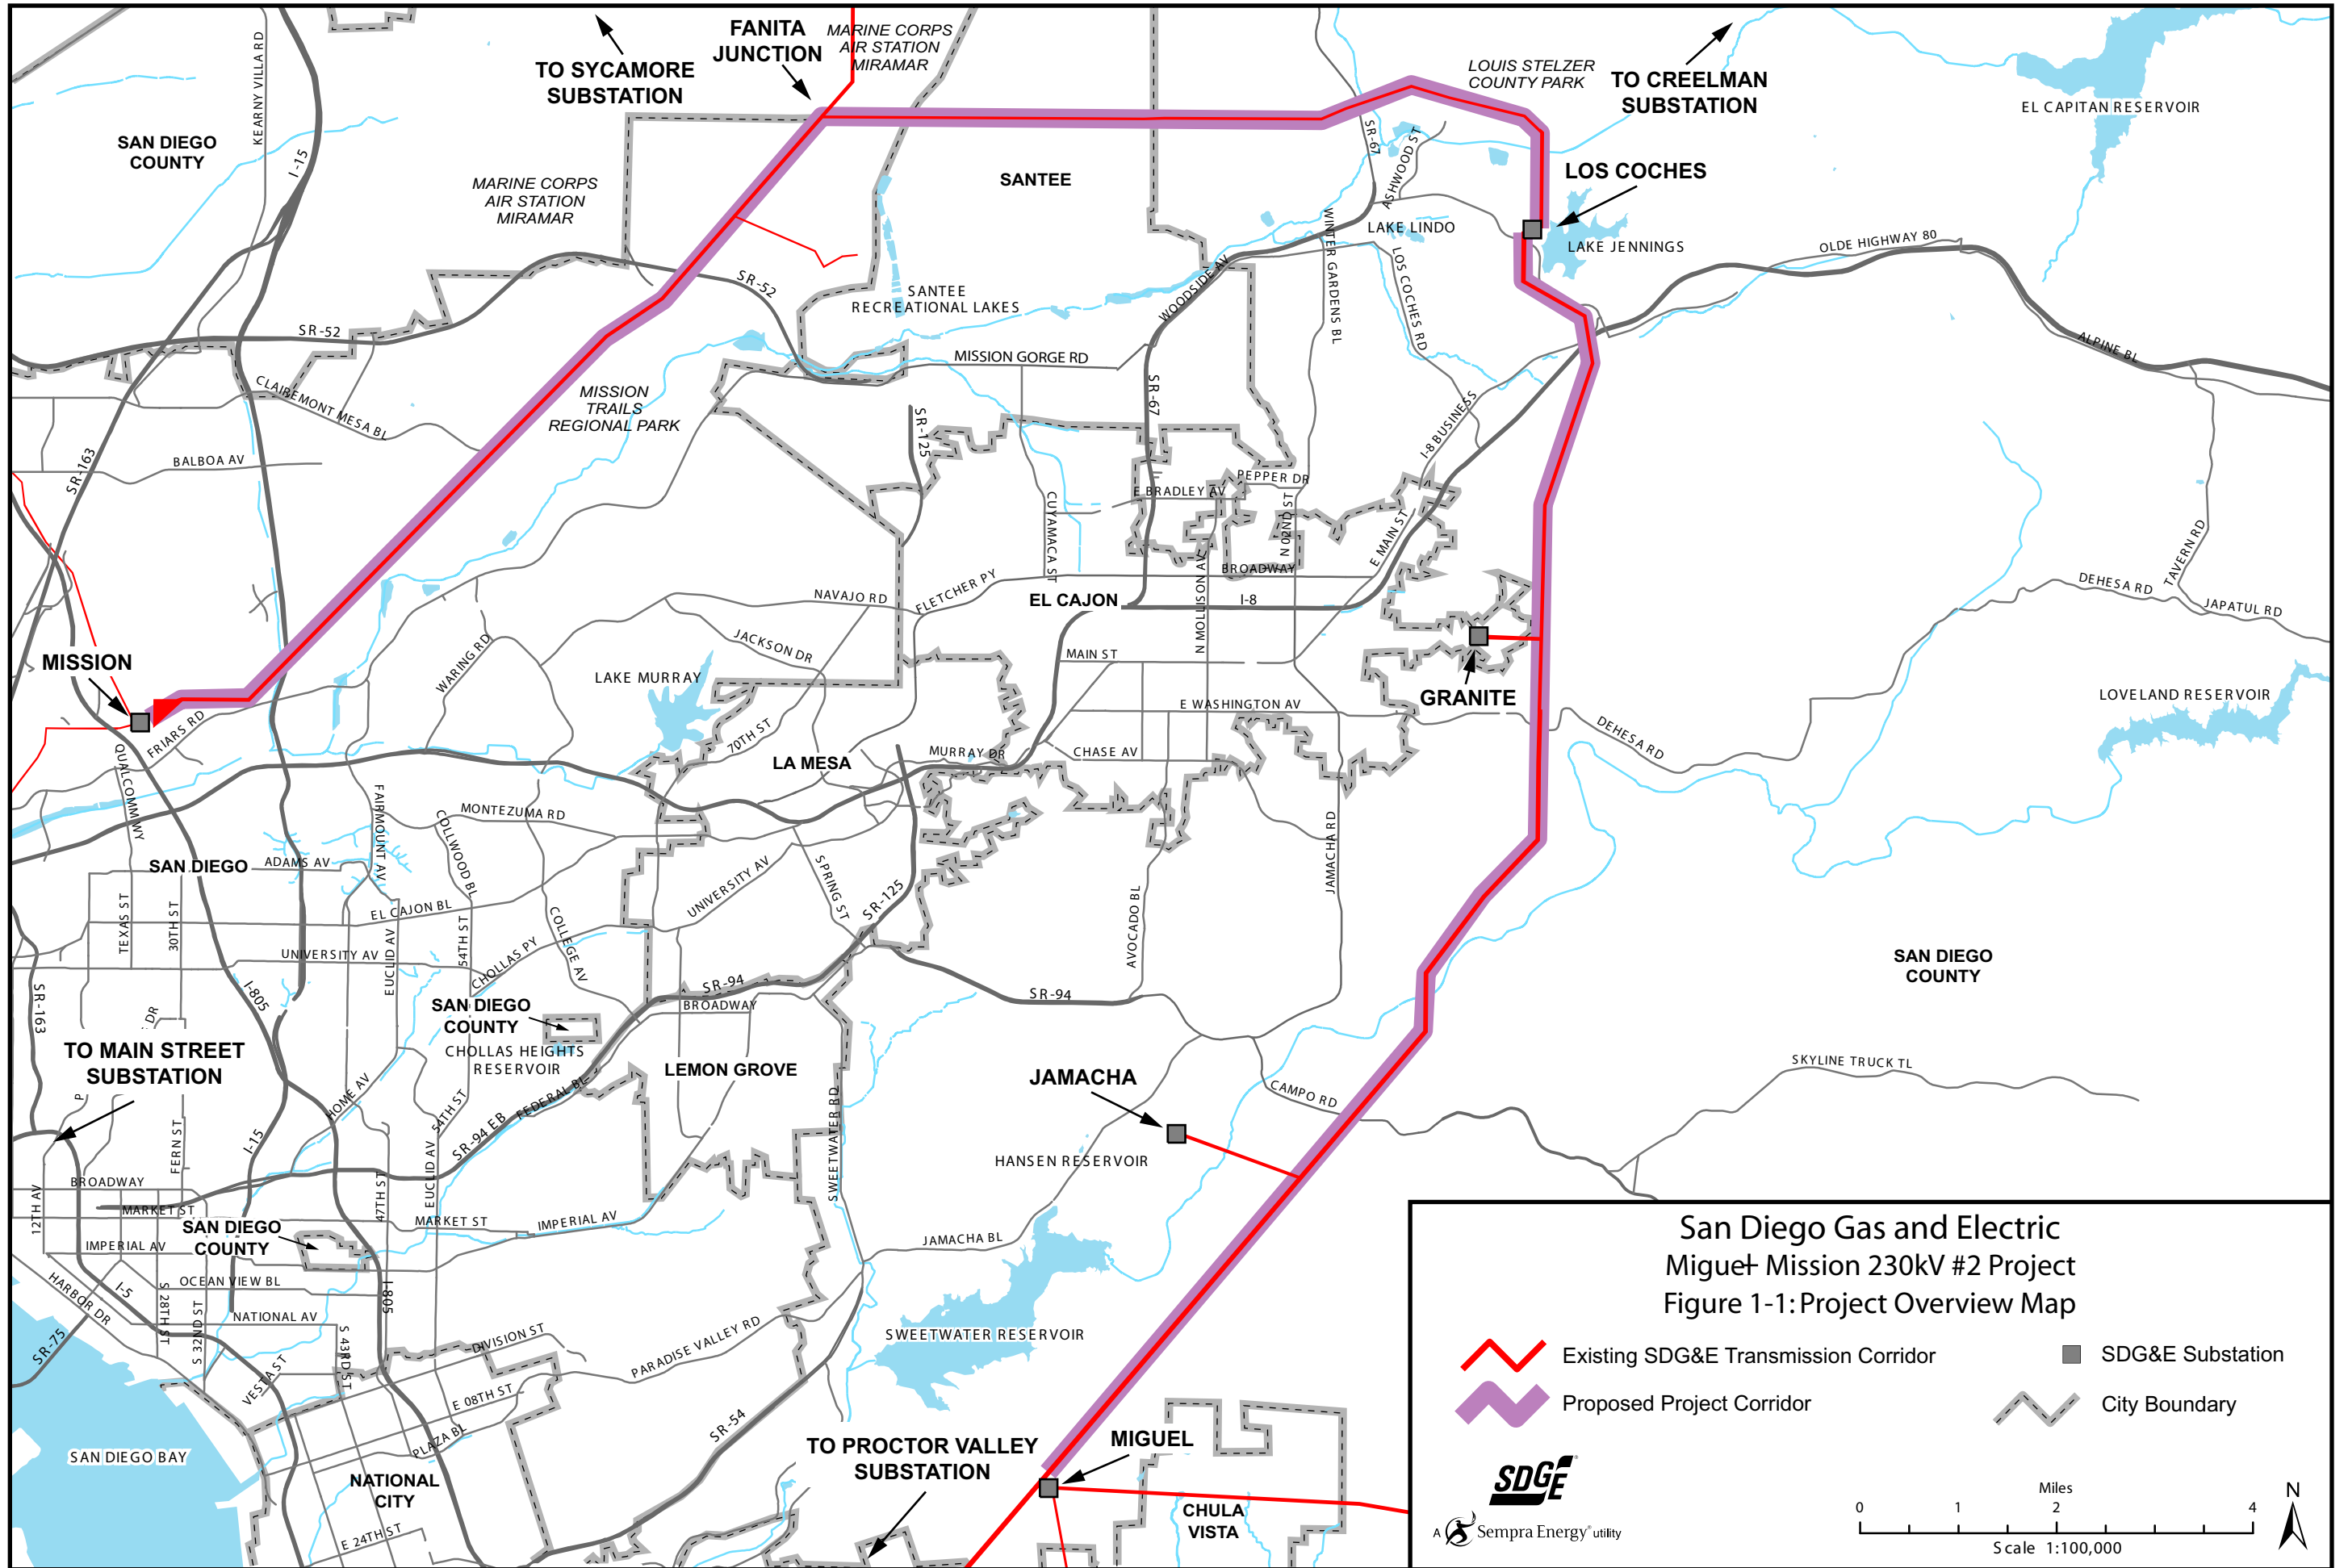 FANITA
JUNCTION
MARINE CORPS
AIR STATION
MIRAMAR
TO SYCAMORE
SUBSTATION
LOUIS STELZER
COUNTY PARK
TO CREELMAN
SUBSTATION
EL CAPITAN RESERVOIR
KEARNY VILLA RD
SAN DIEGO
COUNTY
I-15
MARINE CORPS
AIR STATION
MIRAMAR
SANTEE
SR-67
ASHWOOD ST
LOS COCHES
LAKE LINDO
LAKE JENNINGS
OLDE HIGHWAY 80
WINTER GARDENS BL
LOS COCHES RD
WOODSIDE AV
SR-52
SANTEE
RECREATIONAL LAKES
SR-52
MISSION GORGE RD
ALPINE BL
CLAIREMONT MESA BL
MISSION
TRAILS
REGIONAL PARK
SR-67
SR-125
I-8 BUSINESS
SR-163
BALBOA AV
PEPPER DR
E BRADLEY AV
CUYAMACA ST
N 02ND ST
E MAIN ST
TAVERN RD
BROADWAY
NAVAJO RD
FLETCHER PY
EL CAJON
I-8
N MOLLISON AV
DEHESA RD
JAPATUL RD
JACKSON DR
WARING RD
MAIN ST
MISSION
LAKE MURRAY
GRANITE
LOVELAND RESERVOIR
E WASHINGTON AV
FRIARS RD
70TH ST
DEHESA RD
MURRAY DR
CHASE AV
LA MESA
QUALCOMM WY
FAIRMOUNT AV
COLLWOOD BL
MONTEZUMA RD
JAMACHA RD
SAN DIEGO
ADAMS AV
UNIVERSITY AV
SPRING ST
SR-125
AVOCADO BL
TEXAS ST
30TH ST
EL CAJON BL
54TH ST
COLLEGE AV
EUCLID AV
UNIVERSITY AV
CHOLLAS PY
SAN DIEGO
COUNTY
SR-163
I-805
SR-94
SR-94
BROADWAY
SAN DIEGO
COUNTY
DR
CHOLLAS HEIGHTS
RESERVOIR
TO MAIN STREET
SUBSTATION
LEMON GROVE
JAMACHA
SKYLINE TRUCK TL
P
HOME AV
54TH ST
FEDERAL BL
SR-94 EB
SWEETWATER RD
CAMPO RD
I-15
FERN ST
HANSEN RESERVOIR
BROADWAY
12TH AV
MARKET ST
47TH ST
EUCLID AV
MARKET ST
IMPERIAL AV
SAN DIEGO
COUNTY
IMPERIAL AV
JAMACHA BL
OCEAN VIEW BL
HARBOR DR
I-5
S 28TH ST
S 32ND ST
NATIONAL AV
I-805
S 43RD ST
SR-75
VESTA ST
DIVISION ST
PARADISE VALLEY RD
SWEETWATER RESERVOIR
E 08TH ST
PLAZA BL
SR-54
SAN DIEGO BAY
NATIONAL
CITY
E 24TH ST
TO PROCTOR VALLEY
SUBSTATION
MIGUEL
CHULA
VISTA
San Diego Gas and Electric
Miguel- Mission 230kV #2 Project
Figure 1-1: Project Overview Map
Existing SDG&E Transmission Corridor
SDG&E Substation
Proposed Project Corridor
City Boundary
SDGE
A Sempra Energy® utility
Miles
0 1 2 4
Scale 1:100,000
N